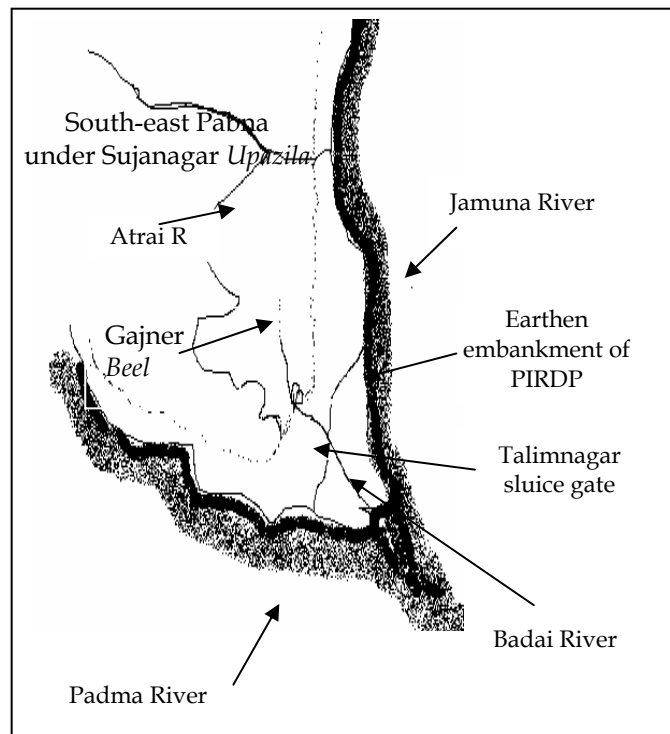 South-east Pabna
under Sujanagar Upazila
Atrai R
Jamuna River
Gajner
Beel
Earthen
embankment of
PIRDP
Talimnagar
sluice gate
Badai River
Padma River